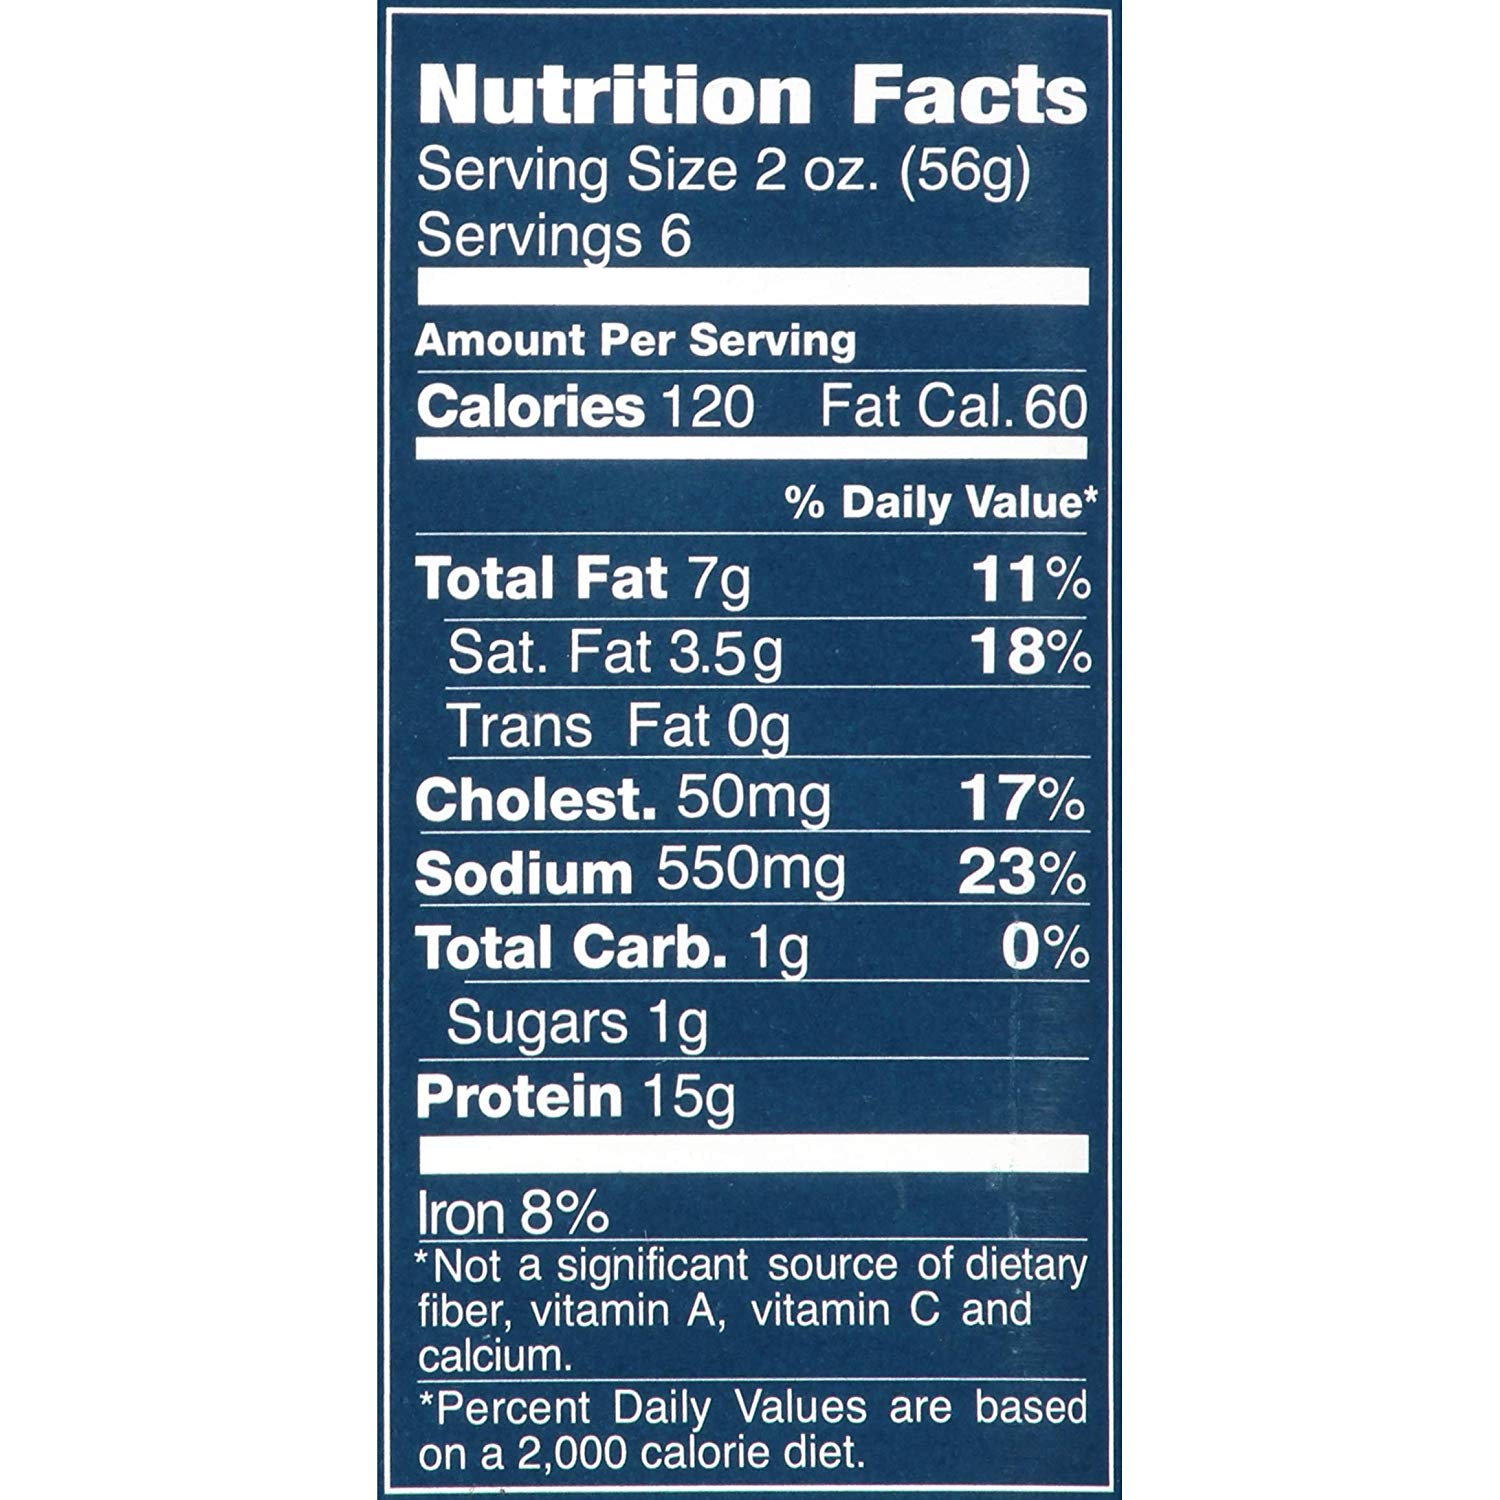 Nutrition Facts
Serving Size 2 oz. (56g)
Servings 6
Amount Per Serving
Calories 120 Fat Cal. 60
% Daily Value*
Total Fat 7g 11%
Sat. Fat 3.5g 18%
Trans Fat 0g
Cholest. 50mg 17%
Sodium 550mg 23%
Total Carb. 1g 0%
Sugars 1g
Protein 15g
Iron 8%
*Not a significant source of dietary
fiber, vitamin A, vitamin C and
calcium.
*Percent Daily Values are based
on a 2,000 calorie diet.